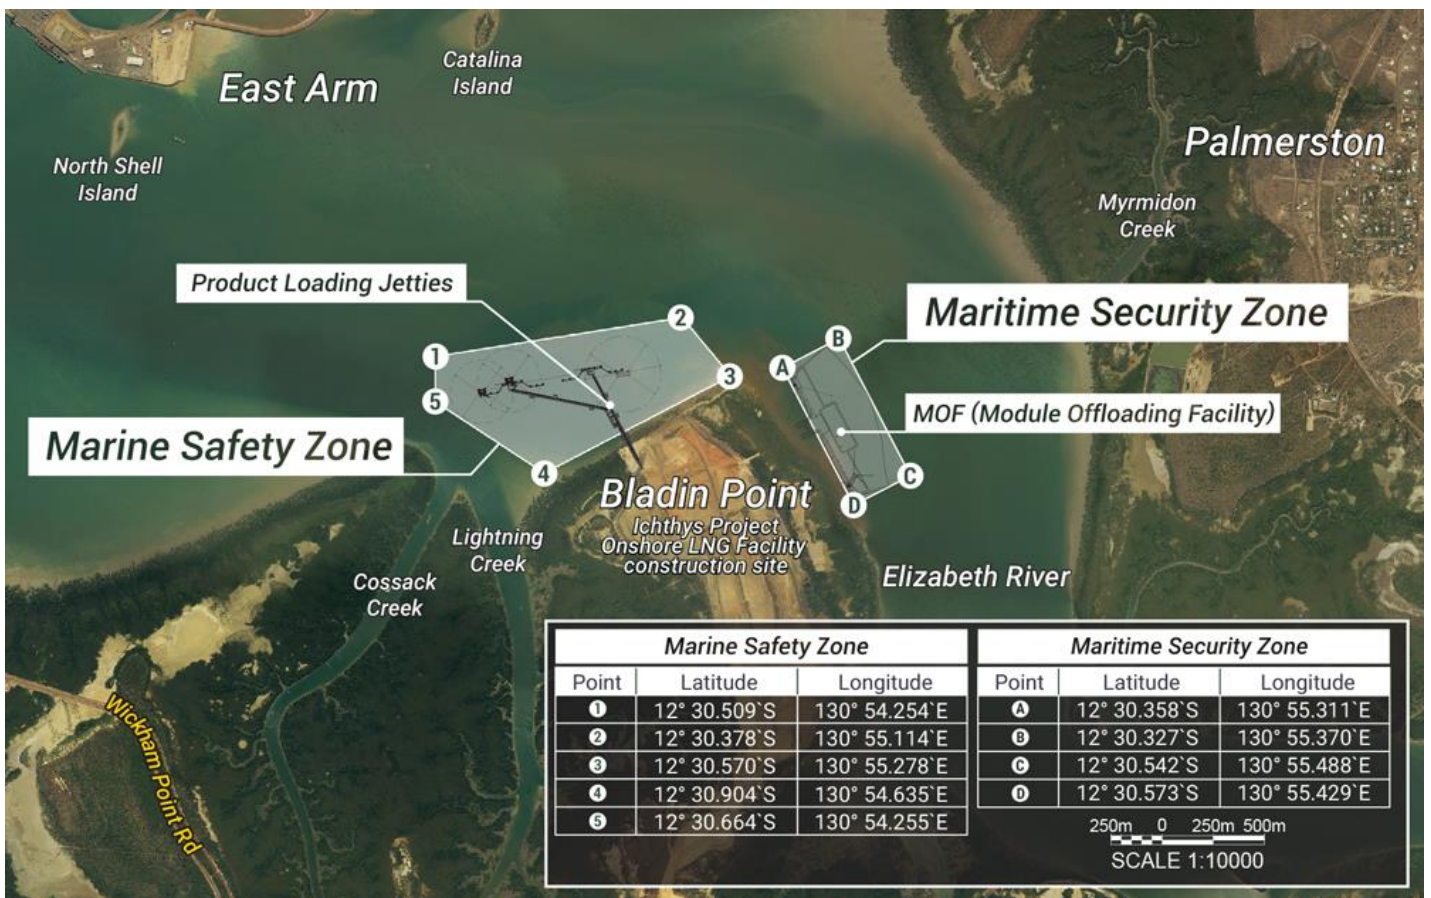 East Arm
Catalina
Island
North Shell
Island
Palmerston
Myrmidon
Creek
Product Loading Jetties
Maritime Security Zone
1
2
3
4
5
A
B
C
D
MOF (Module Offloading Facility)
Marine Safety Zone
Bladin Point
Ichthys Project
Onshore LNG Facility
construction site
Lightning
Creek
Cossack
Creek
Elizabeth River
Wickham Point Rd
Marine Safety Zone
Point Latitude Longitude
1 12° 30.509`S 130° 54.254`E
2 12° 30.378`S 130° 55.114`E
3 12° 30.570`S 130° 55.278`E
4 12° 30.904`S 130° 54.635`E
5 12° 30.664`S 130° 54.255`E
Maritime Security Zone
Point Latitude Longitude
A 12° 30.358`S 130° 55.311`E
B 12° 30.327`S 130° 55.370`E
C 12° 30.542`S 130° 55.488`E
D 12° 30.573`S 130° 55.429`E
250m 0 250m 500m
SCALE 1:10000